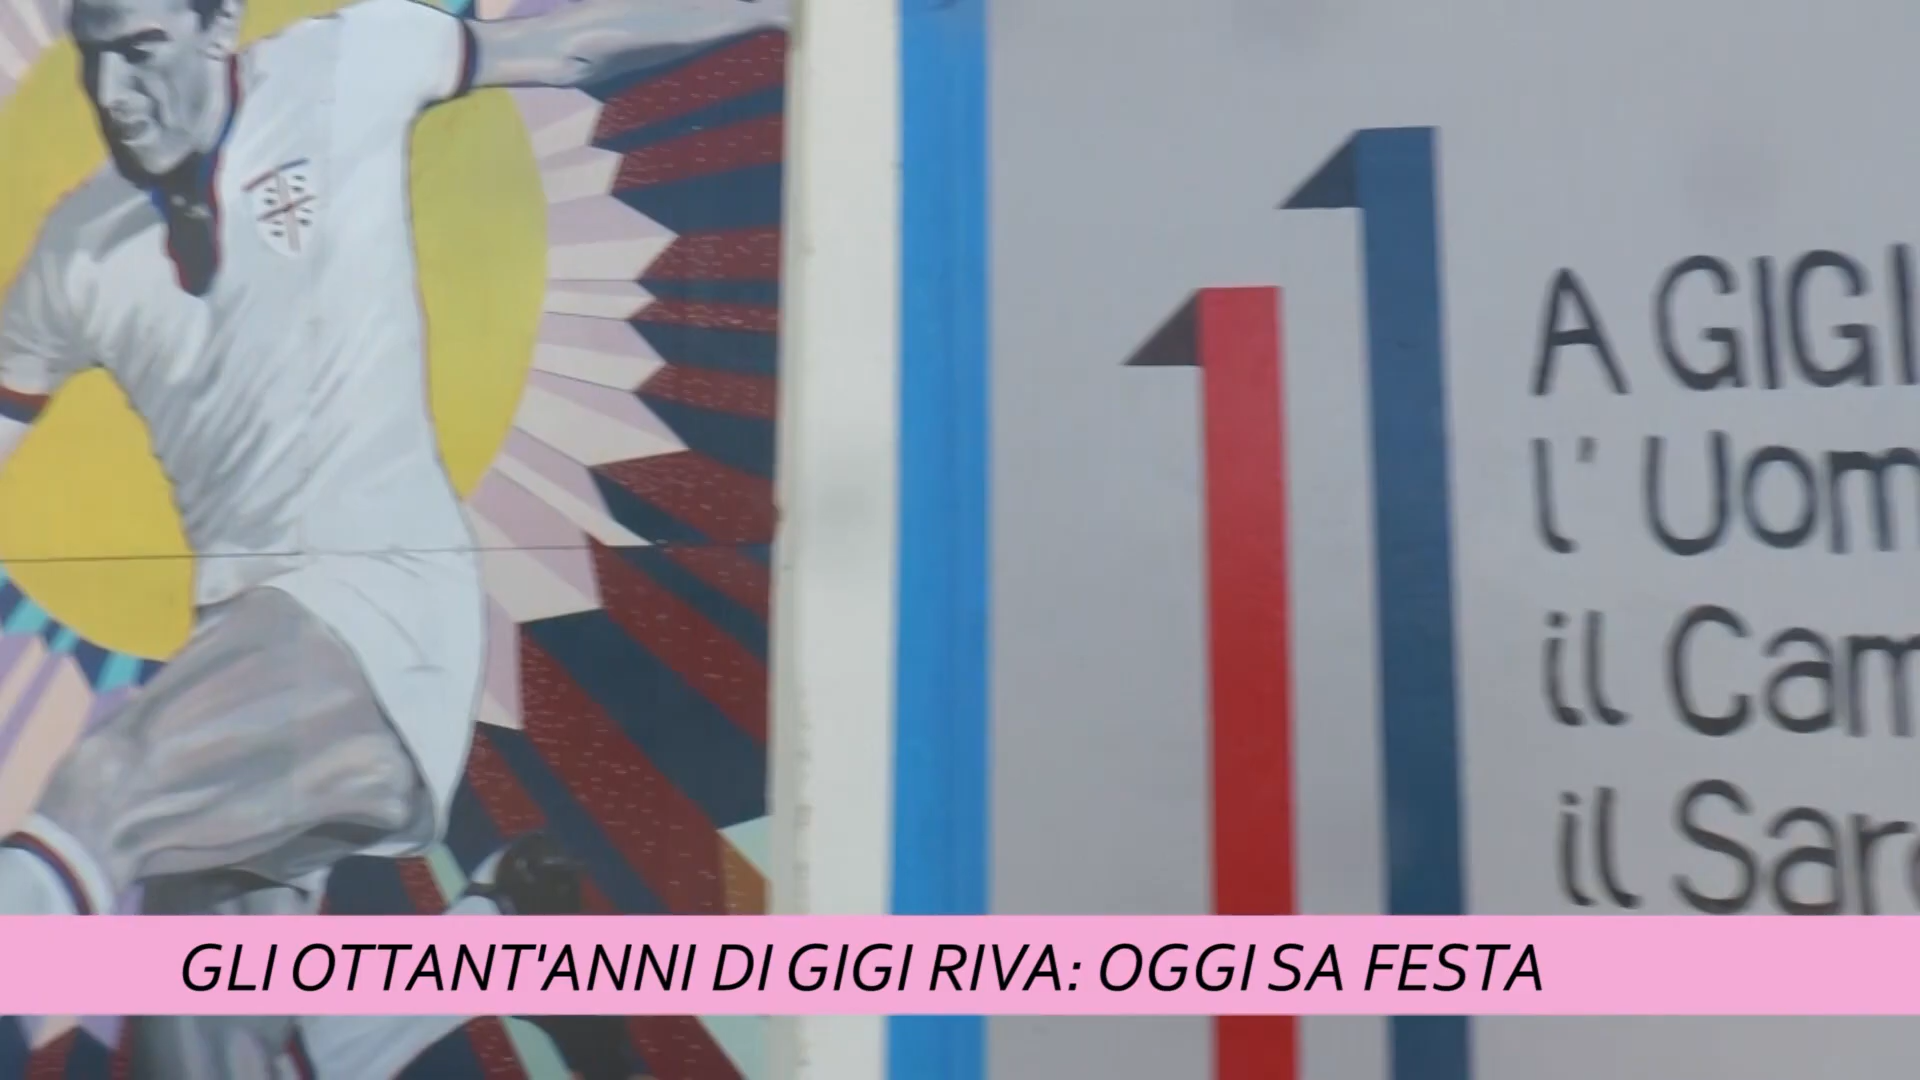 11
A GIGI
l' Uom
il Cam
il Sar
GLI OTTANT'ANNI DI GIGI RIVA: OGGI SA FESTA